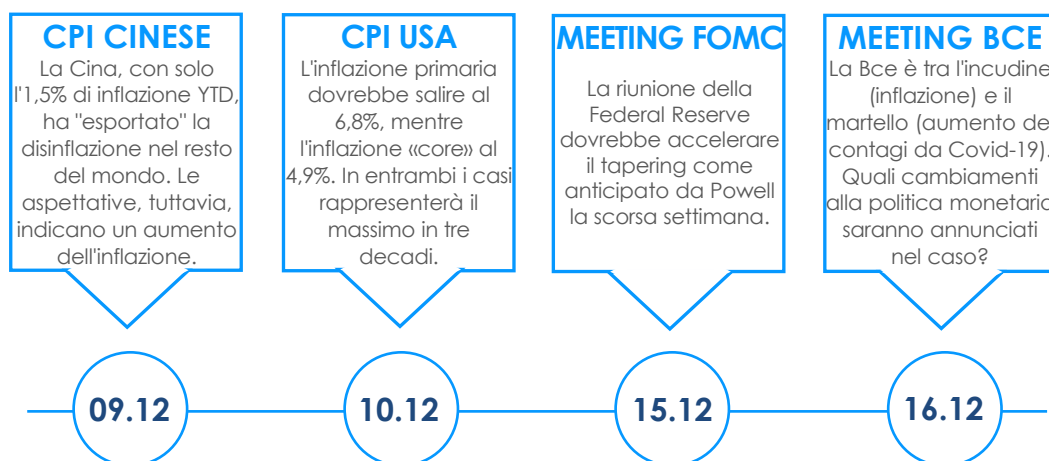 CPI CINESE
La Cina, con solo
l'1,5% di inflazione YTD,
ha "esportato" la
disinflazione nel resto
del mondo. Le
aspettative, tuttavia,
indicano un aumento
dell'inflazione.
CPI USA
L'inflazione primaria
dovrebbe salire al
6,8%, mentre
l'inflazione «core» al
4,9%. In entrambi i casi
rappresenterà il
massimo in tre
decadi.
MEETING FOMC
La riunione della
Federal Reserve
dovrebbe accelerare
il tapering come
anticipato da Powell
la scorsa settimana.
MEETING BCE
La Bce è tra l'incudine
(inflazione) e il
martello (aumento dei
contagi da Covid-19).
Quali cambiamenti
alla politica monetaria
saranno annunciati
nel caso?
09.12
10.12
15.12
16.12